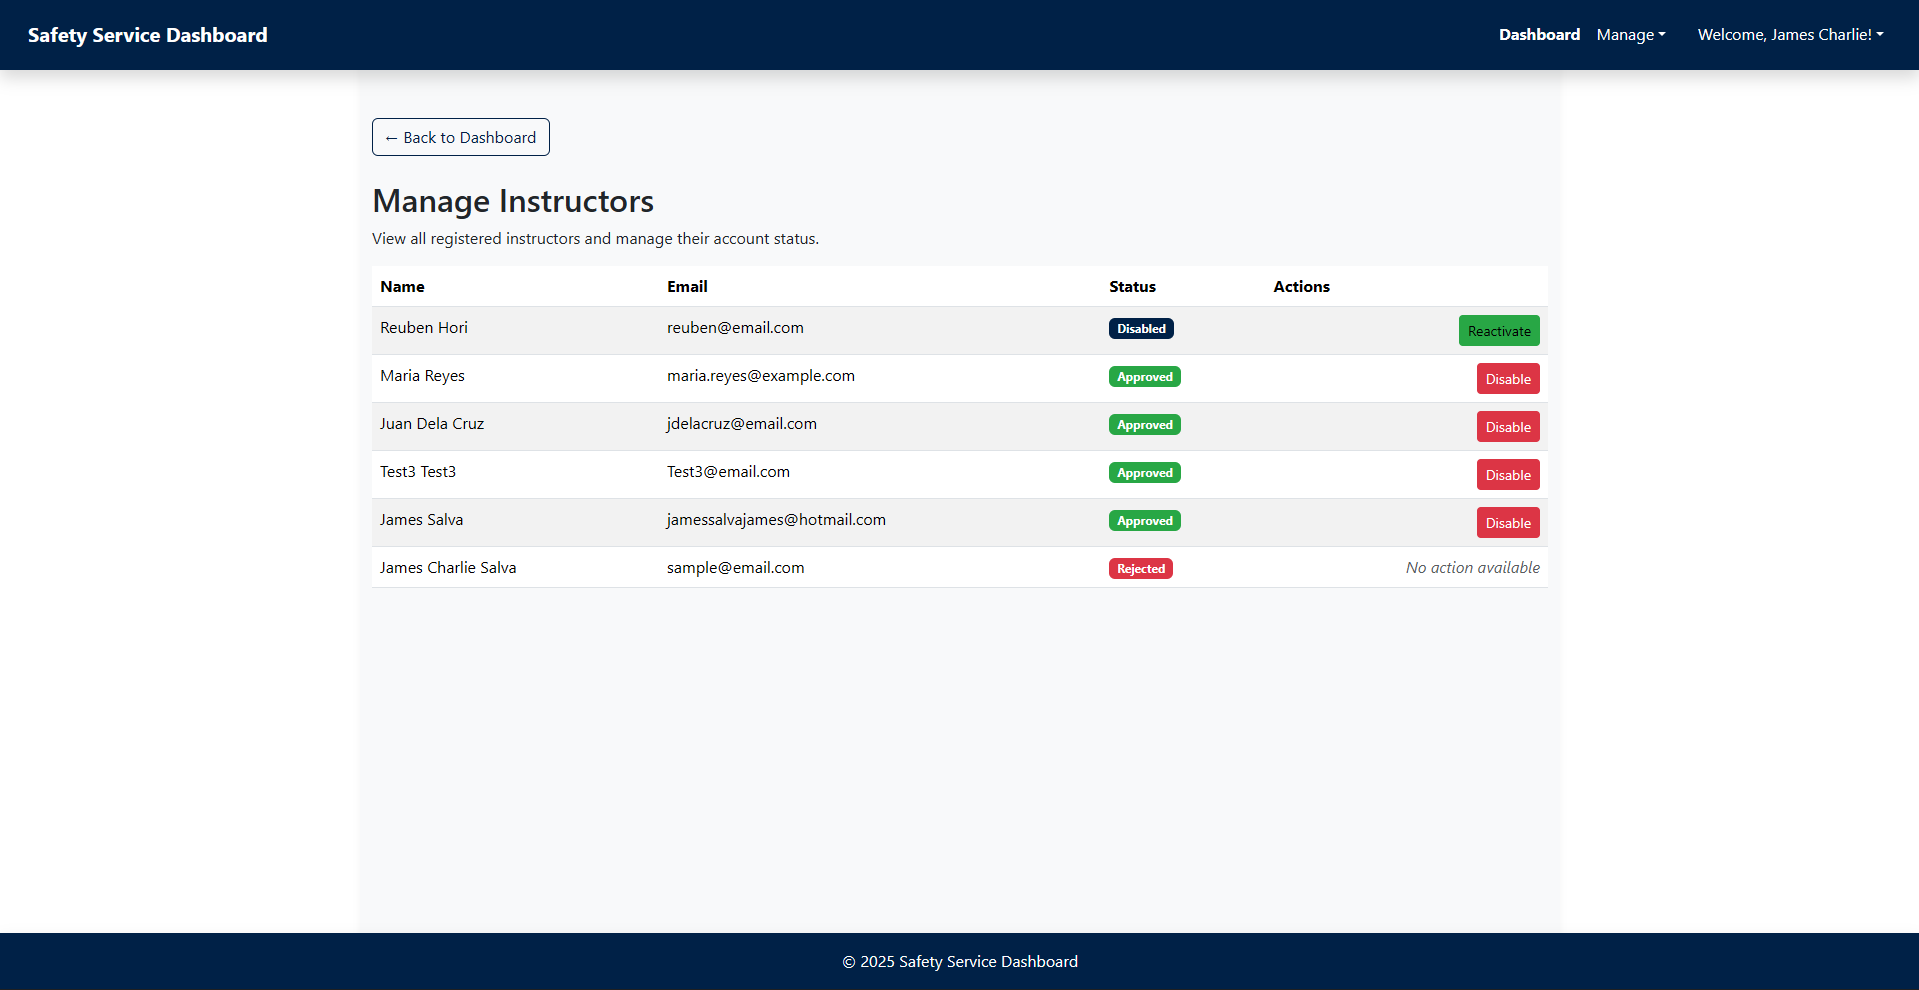 Safety Service Dashboard Dashboard Manage Welcome, James Charlie!
← Back to Dashboard
Manage Instructors
View all registered instructors and manage their account status.
Name Email Status Actions
Reuben Hori reuben@email.com Disabled Reactivate
Maria Reyes maria.reyes@example.com Approved Disable
Juan Dela Cruz jdelacruz@email.com Approved Disable
Test3 Test3 Test3@email.com Approved Disable
James Salva jamessalvajames@hotmail.com Approved Disable
James Charlie Salva sample@email.com Rejected No action available
© 2025 Safety Service Dashboard